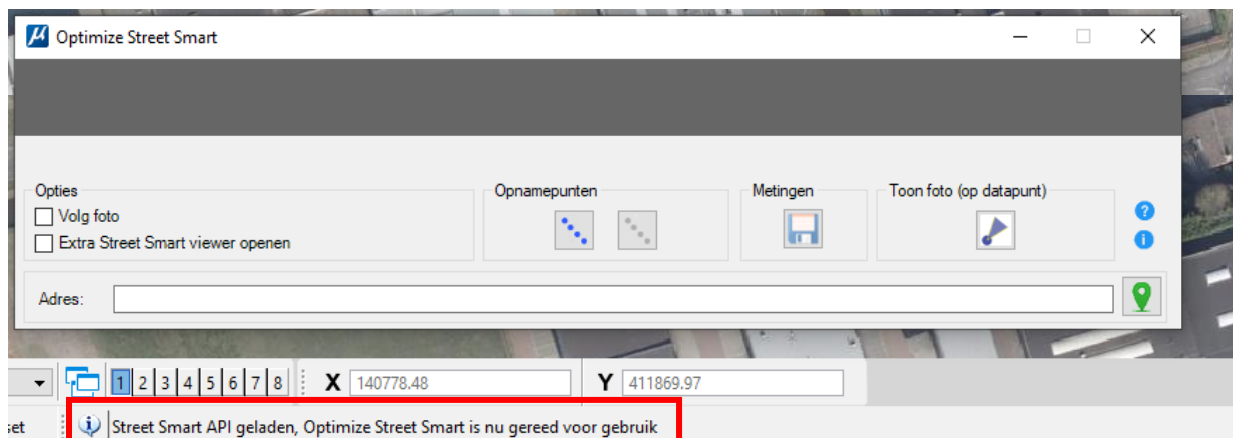 Optimize Street Smart
Opties
Opnamepunten
Metingen
Toon foto (op datapunt)
Volg foto
Extra Street Smart viewer openen
Adres:
1 2 3 4 5 6 7 8 X 140778.48 Y 411869.97
set Street Smart API geladen, Optimize Street Smart is nu gereed voor gebruik